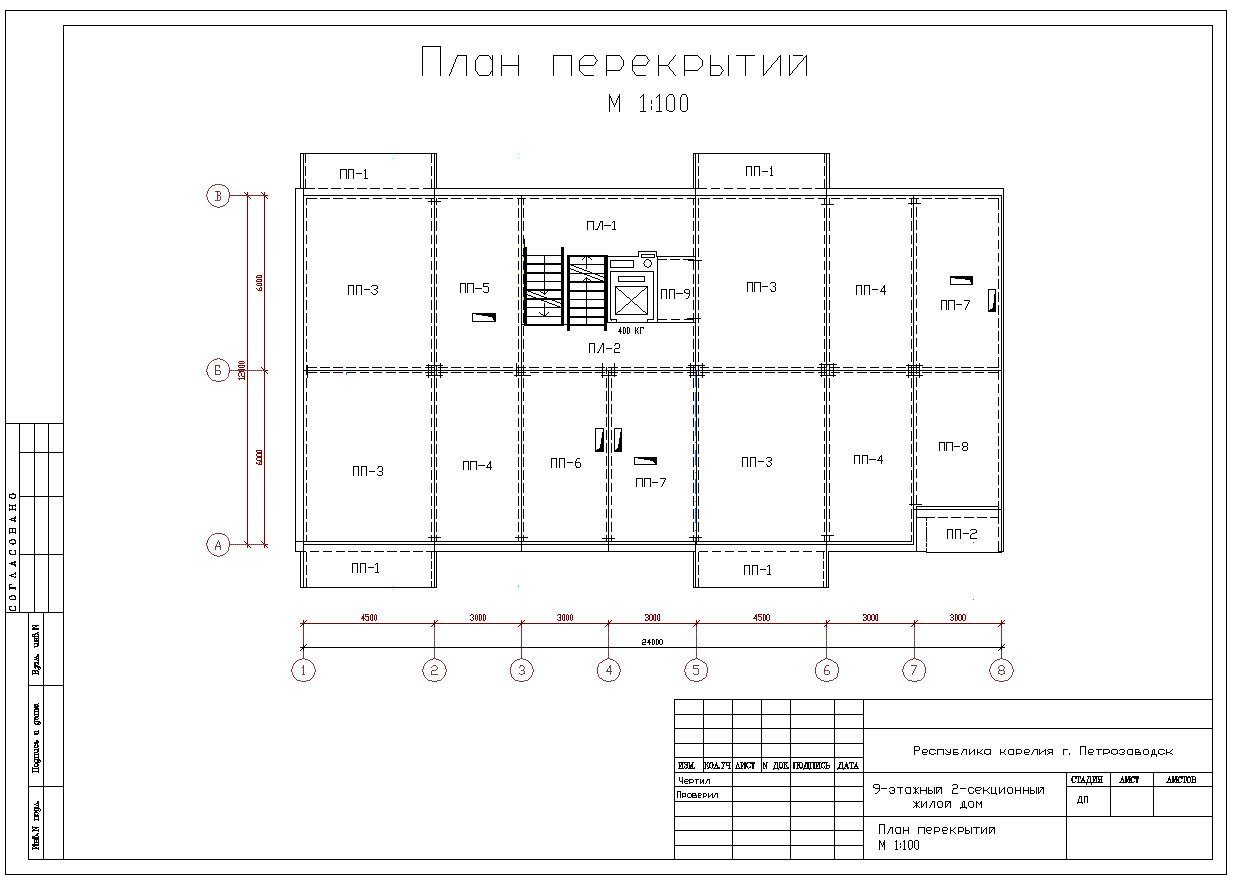 План перекрытий
М 1:100
ПП-1
ПП-1
В
ПЛ-1
6000
ПП-3
ПП-5
ПП-9
ПП-3
ПП-4
ПП-7
400 КГ
ПЛ-2
Б
12000
6000
ПП-3
ПП-4
ПП-6
ПП-7
ПП-3
ПП-4
ПП-8
ПП-2
А
ПП-1
ПП-1
4500 3000 3000 3000 4500 3000 3000
24000
1 2 3 4 5 6 7 8
СОГЛАСОВАНО
Взам. инв.N
Подпись и дата
Инв.N подл.
Республика карелия г. Петрозаводск
ИЗМ. КОЛ.УЧ ЛИСТ N ДОК. ПОДПИСЬ ДАТА
Чертил
Проверил
9-этажный 2-секционный
жилой дом
СТАДИЯ ЛИСТ ЛИСТОВ
ДП
План перекрытий
М 1:100